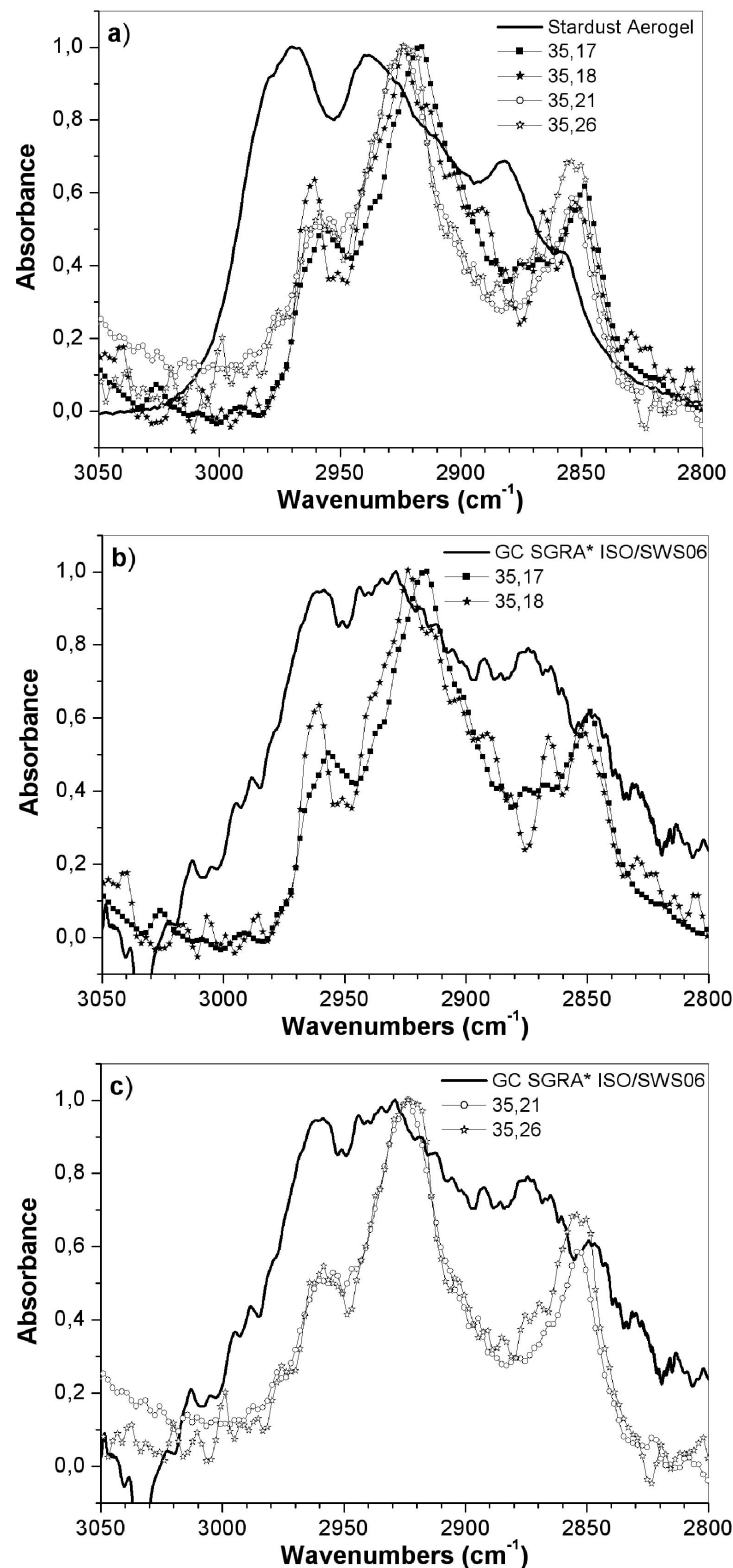 a)
Stardust Aerogel
35,17
35,18
35,21
35,26
1,0
0,8
0,6
0,4
0,2
0,0
Absorbance
3050 3000 2950 2900 2850 2800
Wavenumbers (cm-1)
b)
GC SGRA* ISO/SWS06
35,17
35,18
1,0
0,8
0,6
0,4
0,2
0,0
Absorbance
3050 3000 2950 2900 2850 2800
Wavenumbers (cm-1)
c)
GC SGRA* ISO/SWS06
35,21
35,26
1,0
0,8
0,6
0,4
0,2
0,0
Absorbance
3050 3000 2950 2900 2850 2800
Wavenumbers (cm-1)